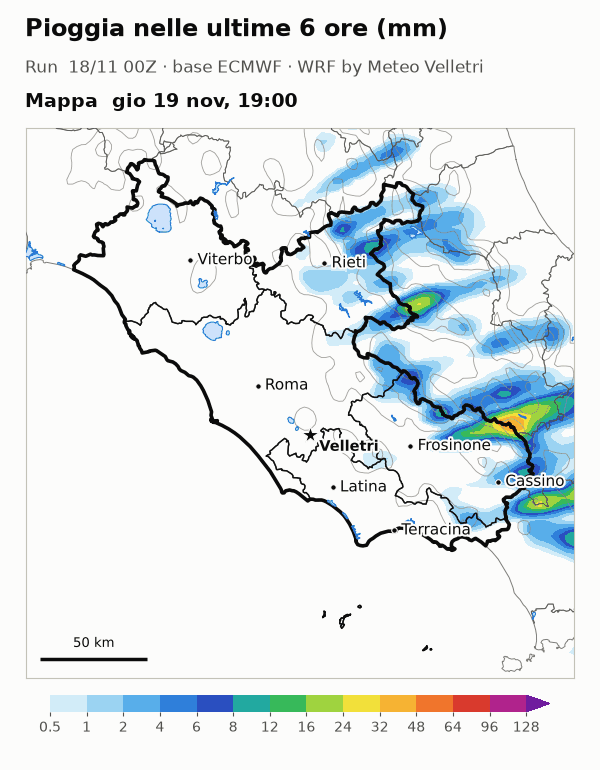 Pioggia nelle ultime 6 ore (mm)
Run  18/11 00Z · base ECMWF · WRF by Meteo Velletri
Mappa  gio 19 nov, 19:00
Viterbo
Rieti
Roma
Velletri
Frosinone
Latina
Cassino
Terracina
50 km
0.5 1 2 4 6 8 12 16 24 32 48 64 96 128